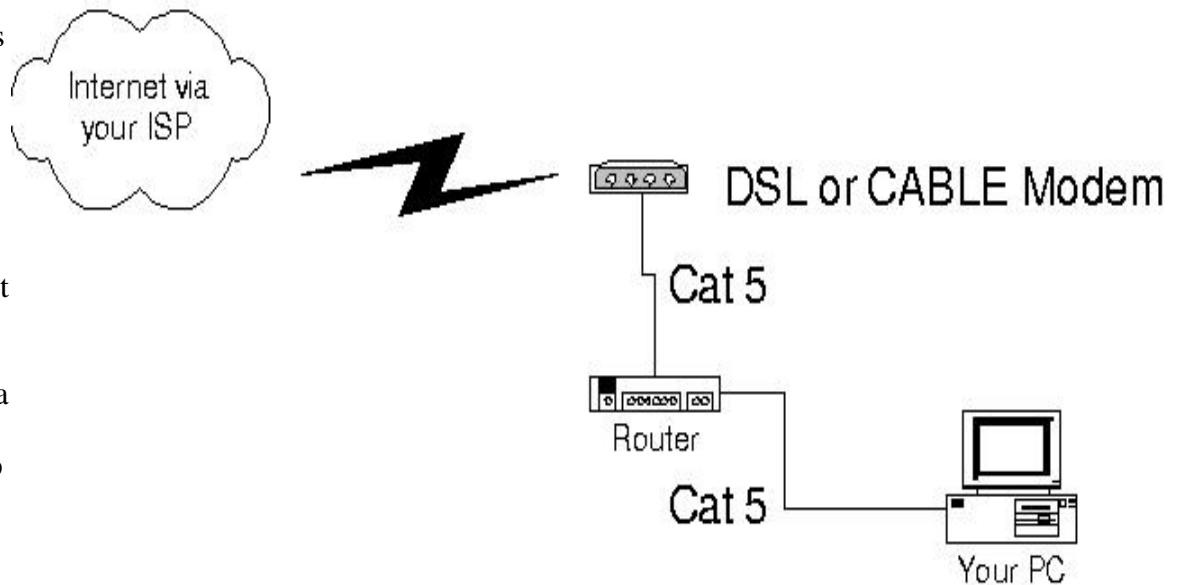 s
Internet via
your ISP
DSL or CABLE Modem
Cat 5
t
a
Router
Cat 5
Your PC